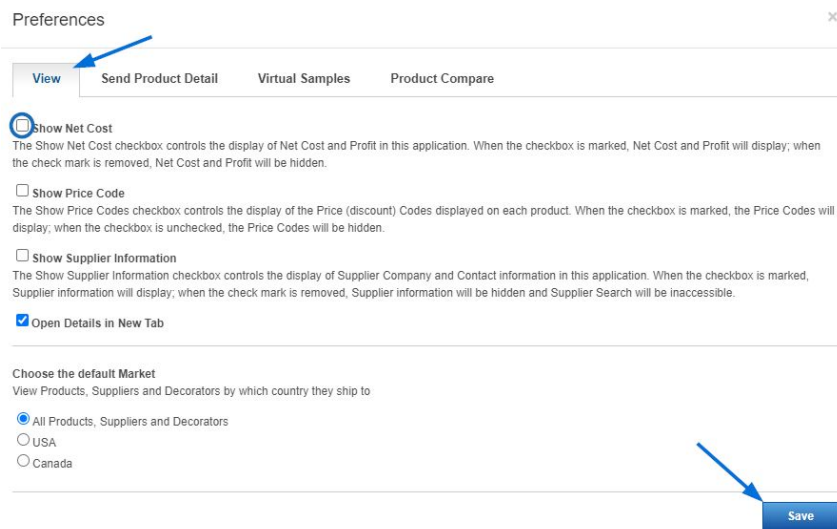 Preferences
View
Send Product Detail
Virtual Samples
Product Compare
Show Net Cost
The Show Net Cost checkbox controls the display of Net Cost and Profit in this application. When the checkbox is marked, Net Cost and Profit will display; when
the check mark is removed, Net Cost and Profit will be hidden.
Show Price Code
The Show Price Codes checkbox controls the display of the Price (discount) Codes displayed on each product. When the checkbox is marked, the Price Codes will
display; when the checkbox is unchecked, the Price Codes will be hidden.
Show Supplier Information
The Show Supplier Information checkbox controls the display of Supplier Company and Contact information in this application. When the checkbox is marked,
Supplier information will display; when the check mark is removed, Supplier information will be hidden and Supplier Search will be inaccessible.
Open Details in New Tab
Choose the default Market
View Products, Suppliers and Decorators by which country they ship to
All Products, Suppliers and Decorators
USA
Canada
Save